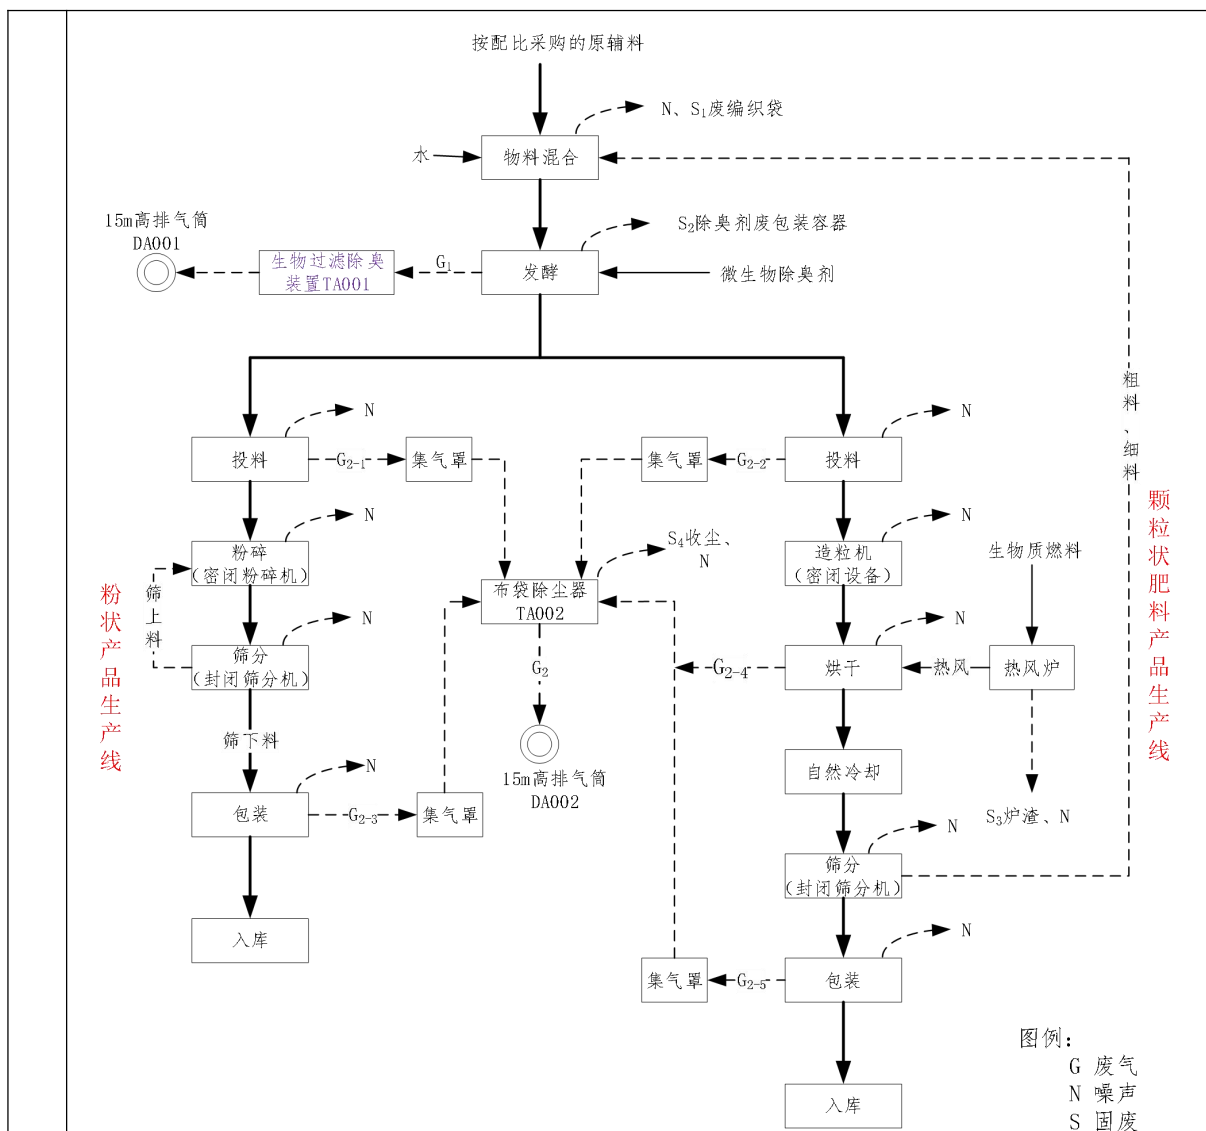 按配比采购的原辅料
N、S₁废编织袋
水
物料混合
15m高排气筒
DA001
S₂除臭剂废包装容器
生物过滤除臭
装置TA001
G₁
发酵
微生物除臭剂
粗料、细料
N
N
投料
G₂₋₁
集气罩
集气罩
G₂₋₂
投料
N
N
粉碎
(密闭粉碎机)
S₄收尘、
N
造粒机
(密闭设备)
生物质燃料
颗粒状肥料产品生产线
粉状产品生产线
筛上料
布袋除尘器
TA002
N
N
筛分
(封闭筛分机)
G₂
G₂₋₄
烘干
热风
热风炉
筛下料
15m高排气筒
DA002
自然冷却
N
包装
G₂₋₃
集气罩
S₃炉渣、N
N
筛分
(封闭筛分机)
入库
N
集气罩
G₂₋₅
包装
图例：
G 废气
N 噪声
S 固废
入库